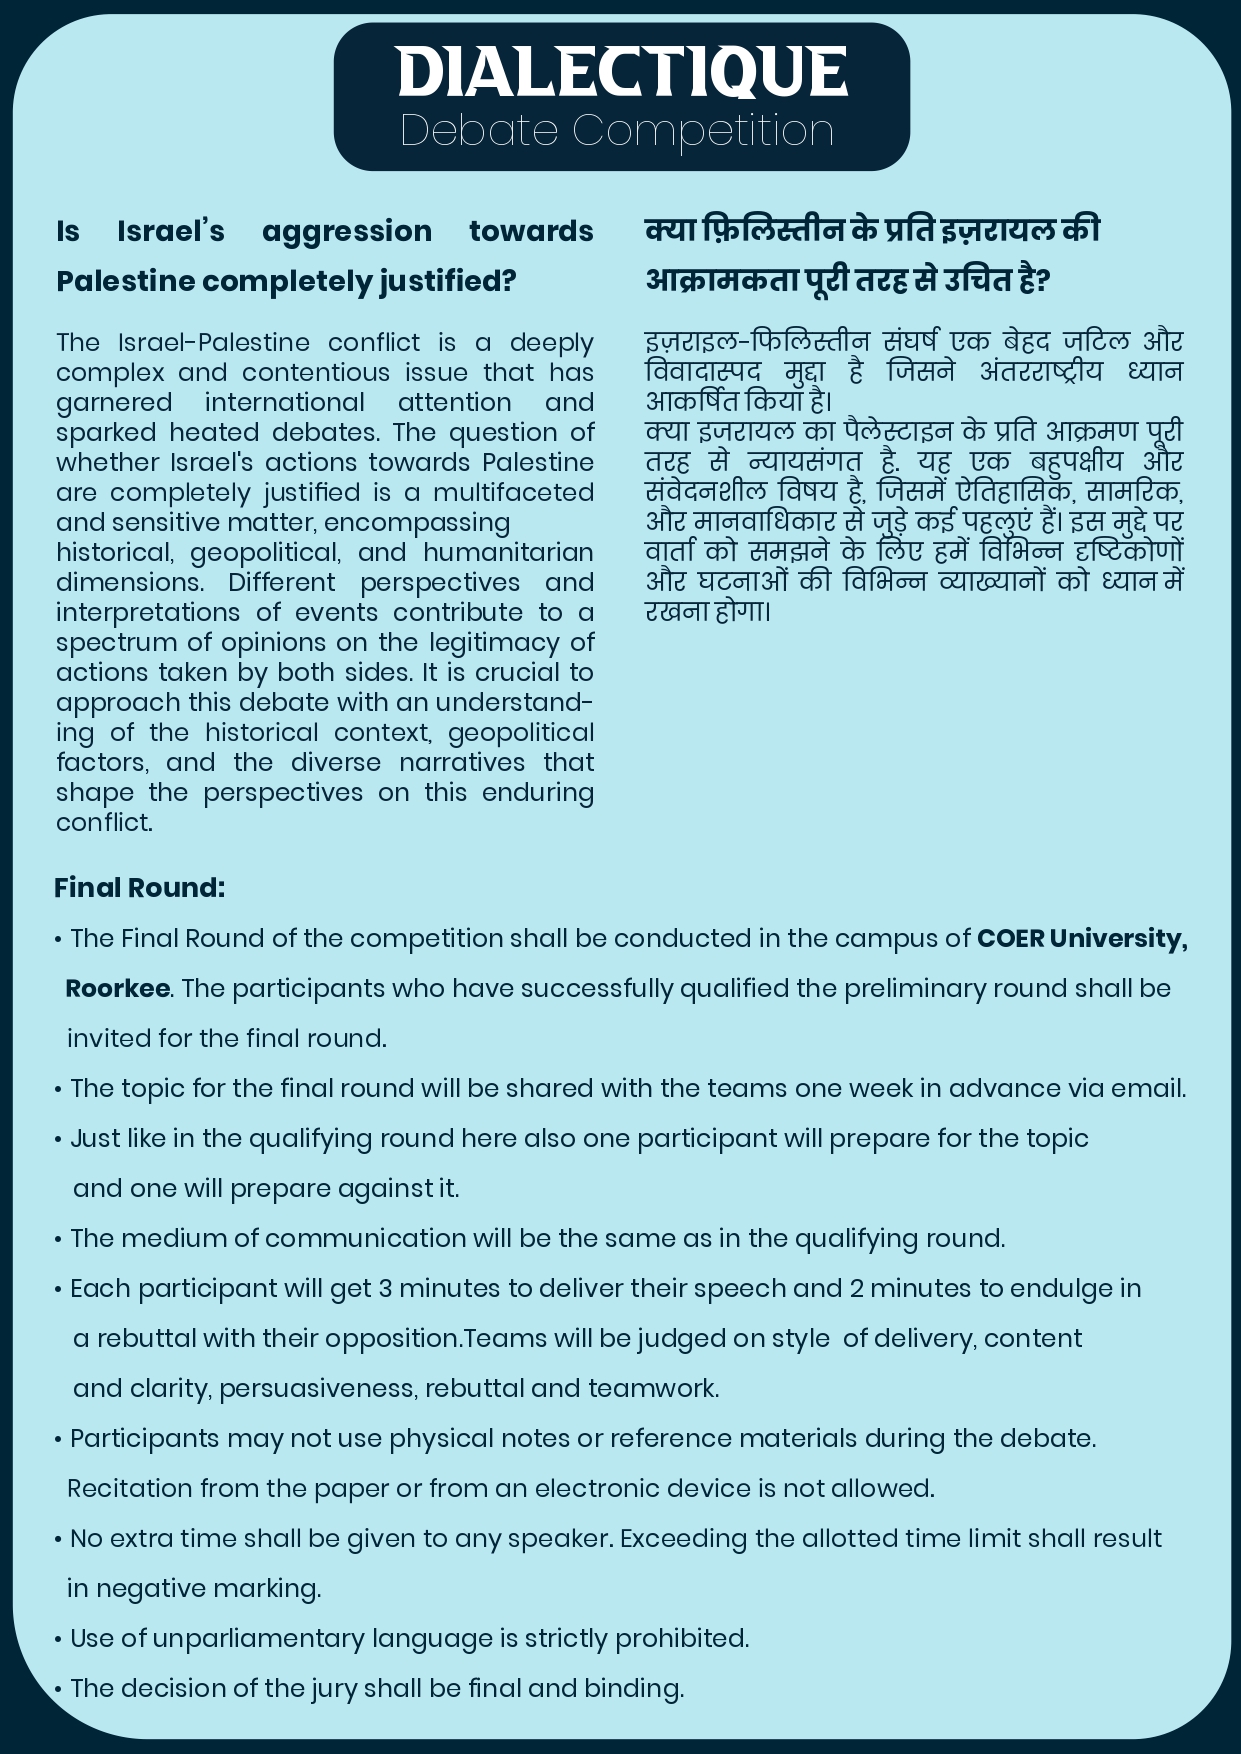 DIALECTIQUE
Debate Competition
Is Israel’s aggression towards
Palestine completely justified?
The Israel-Palestine conflict is a deeply
complex and contentious issue that has
garnered international attention and
sparked heated debates. The question of
whether Israel's actions towards Palestine
are completely justified is a multifaceted
and sensitive matter, encompassing
historical, geopolitical, and humanitarian
dimensions. Different perspectives and
interpretations of events contribute to a
spectrum of opinions on the legitimacy of
actions taken by both sides. It is crucial to
approach this debate with an understand-
ing of the historical context, geopolitical
factors, and the diverse narratives that
shape the perspectives on this enduring
conflict.
क्या फ़िलिस्तीन के प्रति इज़रायल की
आक्रामकता पूरी तरह से उचित है?
इज़राइल-फिलिस्तीन संघर्ष एक बेहद जटिल और
विवादास्पद मुद्दा है जिसने अंतरराष्ट्रीय ध्यान
आकर्षित किया है।
क्या इजरायल का पैलेस्टाइन के प्रति आक्रमण पूरी
तरह से न्यायसंगत है. यह एक बहुपक्षीय और
संवेदनशील विषय है, जिसमें ऐतिहासिक, सामरिक,
और मानवाधिकार से जुड़े कई पहलुएं हैं। इस मुद्दे पर
वार्ता को समझने के लिए हमें विभिन्न दृष्टिकोणों
और घटनाओं की विभिन्न व्याख्यानों को ध्यान में
रखना होगा।
Final Round:
• The Final Round of the competition shall be conducted in the campus of COER University,
Roorkee. The participants who have successfully qualified the preliminary round shall be
invited for the final round.
• The topic for the final round will be shared with the teams one week in advance via email.
• Just like in the qualifying round here also one participant will prepare for the topic
and one will prepare against it.
• The medium of communication will be the same as in the qualifying round.
• Each participant will get 3 minutes to deliver their speech and 2 minutes to endulge in
a rebuttal with their opposition.Teams will be judged on style of delivery, content
and clarity, persuasiveness, rebuttal and teamwork.
• Participants may not use physical notes or reference materials during the debate.
Recitation from the paper or from an electronic device is not allowed.
• No extra time shall be given to any speaker. Exceeding the allotted time limit shall result
in negative marking.
• Use of unparliamentary language is strictly prohibited.
• The decision of the jury shall be final and binding.